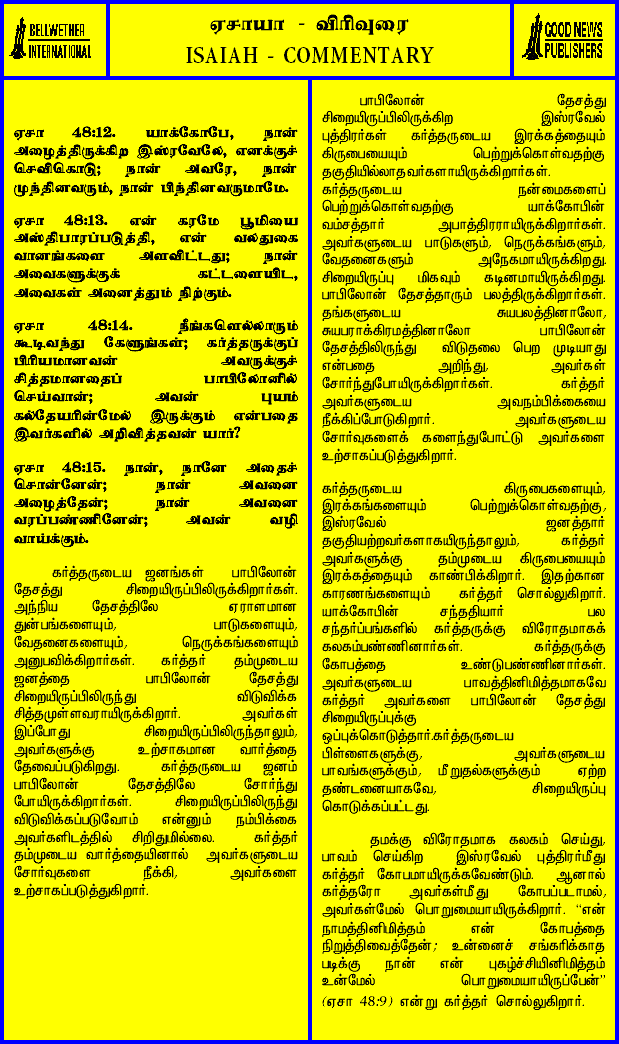 BELLWETHER
INTERNATIONAL
ஏசாயா - விரிவுரை
ISAIAH - COMMENTARY
GOOD NEWS
PUBLISHERS
ஏசா 48:12. யாக்கோபே, நான்
அழைத்திருக்கிற இஸ்ரவேலே, எனக்குச்
செவிகொடு; நான் அவரே, நான்
முந்தினவரும், நான் பிந்தினவருமாமே.
ஏசா 48:13. என் கரமே பூமியை
அஸ்திபாரப்படுத்தி, என் வலதுகை
வானங்களை அளவிட்டது; நான்
அவைகளுக்குக் கட்டளையிட,
அவைகள் அனைத்தும் நிற்கும்.
ஏசா 48:14. நீங்களெல்லாரும்
கூடிவந்து கேளுங்கள்; கர்த்தருக்குப்
பிரியமானவன் அவருக்குச்
சித்தமானதைப் பாபிலோனில்
செய்வான்; அவன் புயம்
கல்தேயரின்மேல் இருக்கும் என்பதை
இவர்களில் அறிவித்தவன் யார்?
ஏசா 48:15. நான், நானே அதைச்
சொன்னேன்; நான் அவனை
அழைத்தேன்; நான் அவனை
வரப்பண்ணினேன்; அவன் வழி
வாய்க்கும்.
கர்த்தருடைய ஜனங்கள் பாபிலோன்
தேசத்து சிறையிருப்பிலிருக்கிறார்கள்.
அந்நிய தேசத்திலே ஏராளமான
துன்பங்களையும், பாடுகளையும்,
வேதனைகளையும், நெருக்கங்களையும்
அனுபவிக்கிறார்கள். கர்த்தர் தம்முடைய
ஜனத்தை பாபிலோன் தேசத்து
சிறையிருப்பிலிருந்து விடுவிக்க
சித்தமுள்ளவராயிருக்கிறார். அவர்கள்
இப்போது சிறையிருப்பிலிருந்தாலும்,
அவர்களுக்கு உற்சாகமான வார்த்தை
தேவைப்படுகிறது. கர்த்தருடைய ஜனம்
பாபிலோன் தேசத்திலே சோர்ந்து
போயிருக்கிறார்கள். சிறையிருப்பிலிருந்து
விடுவிக்கப்படுவோம் என்னும் நம்பிக்கை
அவர்களிடத்தில் சிறிதுமில்லை. கர்த்தர்
தம்முடைய வார்த்தையினால் அவர்களுடைய
சோர்வுகளை நீக்கி, அவர்களை
உற்சாகப்படுத்துகிறார்.
பாபிலோன் தேசத்து
சிறையிருப்பிலிருக்கிற இஸ்ரவேல்
புத்திரர்கள் கர்த்தருடைய இரக்கத்தையும்
கிருபையையும் பெற்றுக்கொள்வதற்கு
தகுதியில்லாதவர்களாயிருக்கிறார்கள்.
கர்த்தருடைய நன்மைகளைப்
பெற்றுக்கொள்வதற்கு யாக்கோபின்
வம்சத்தார் அபாத்திரராயிருக்கிறார்கள்.
அவர்களுடைய பாடுகளும், நெருக்கங்களும்,
வேதனைகளும் அநேகமாயிருக்கிறது.
சிறையிருப்பு மிகவும் கடினமாயிருக்கிறது.
பாபிலோன் தேசத்தாரும் பலத்திருக்கிறார்கள்.
தங்களுடைய சுயபலத்தினாலோ,
சுயபராக்கிரமத்தினாலோ பாபிலோன்
தேசத்திலிருந்து விடுதலை பெற முடியாது
என்பதை அறிந்து, அவர்கள்
சோர்ந்துபோயிருக்கிறார்கள். கர்த்தர்
அவர்களுடைய அவநம்பிக்கையை
நீக்கிப்போடுகிறார். அவர்களுடைய
சோர்வுகளைக் களைந்துபோட்டு அவர்களை
உற்சாகப்படுத்துகிறார்.
கர்த்தருடைய கிருபைகளையும்,
இரக்கங்களையும் பெற்றுக்கொள்வதற்கு,
இஸ்ரவேல் ஜனத்தார்
தகுதியற்றவர்களாகயிருந்தாலும், கர்த்தர்
அவர்களுக்கு தம்முடைய கிருபையையும்
இரக்கத்தையும் காண்பிக்கிறார். இதற்கான
காரணங்களையும் கர்த்தர் சொல்லுகிறார்.
யாக்கோபின் சந்ததியார் பல
சந்தர்ப்பங்களில் கர்த்தருக்கு விரோதமாகக்
கலகம்பண்ணினார்கள். கர்த்தருக்கு
கோபத்தை உண்டுபண்ணினார்கள்.
அவர்களுடைய பாவத்தினிமித்தமாகவே
கர்த்தர் அவர்களை பாபிலோன் தேசத்து
சிறையிருப்புக்கு
ஒப்புக்கொடுத்தார்.கர்த்தருடைய
பிள்ளைகளுக்கு, அவர்களுடைய
பாவங்களுக்கும், மீறுதல்களுக்கும் ஏற்ற
தண்டனையாகவே, சிறையிருப்பு
கொடுக்கப்பட்டது.
தமக்கு விரோதமாக கலகம் செய்து,
பாவம் செய்கிற இஸ்ரவேல் புத்திரர்மீது
கர்த்தர் கோபமாயிருக்கவேண்டும். ஆனால்
கர்த்தரோ அவர்கள்மீது கோபப்படாமல்,
அவர்கள்மேல் பொறுமையாயிருக்கிறார். “என்
நாமத்தினிமித்தம் என் கோபத்தை
நிறுத்திவைத்தேன்; உன்னைச் சங்கரிக்காத
படிக்கு நான் என் புகழ்ச்சியினிமித்தம்
உன்மேல் பொறுமையாயிருப்பேன்”
(ஏசா 48:9) என்று கர்த்தர் சொல்லுகிறார்.